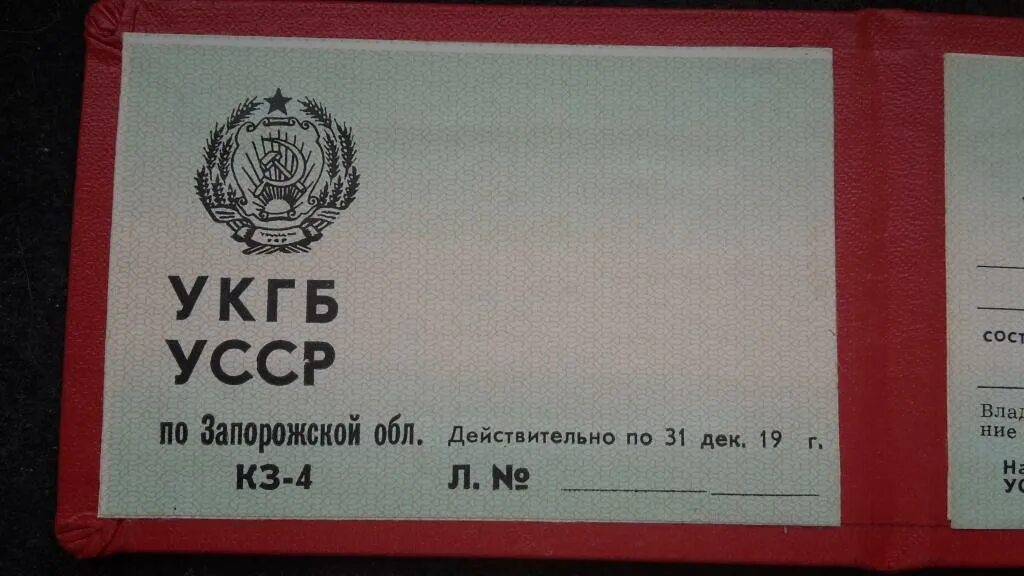 УКГБ
УССР
по Запорожской обл. Действительно по 31 дек. 19 г.
КЗ-4 Л. №
сост
Влад
ние
На
УС